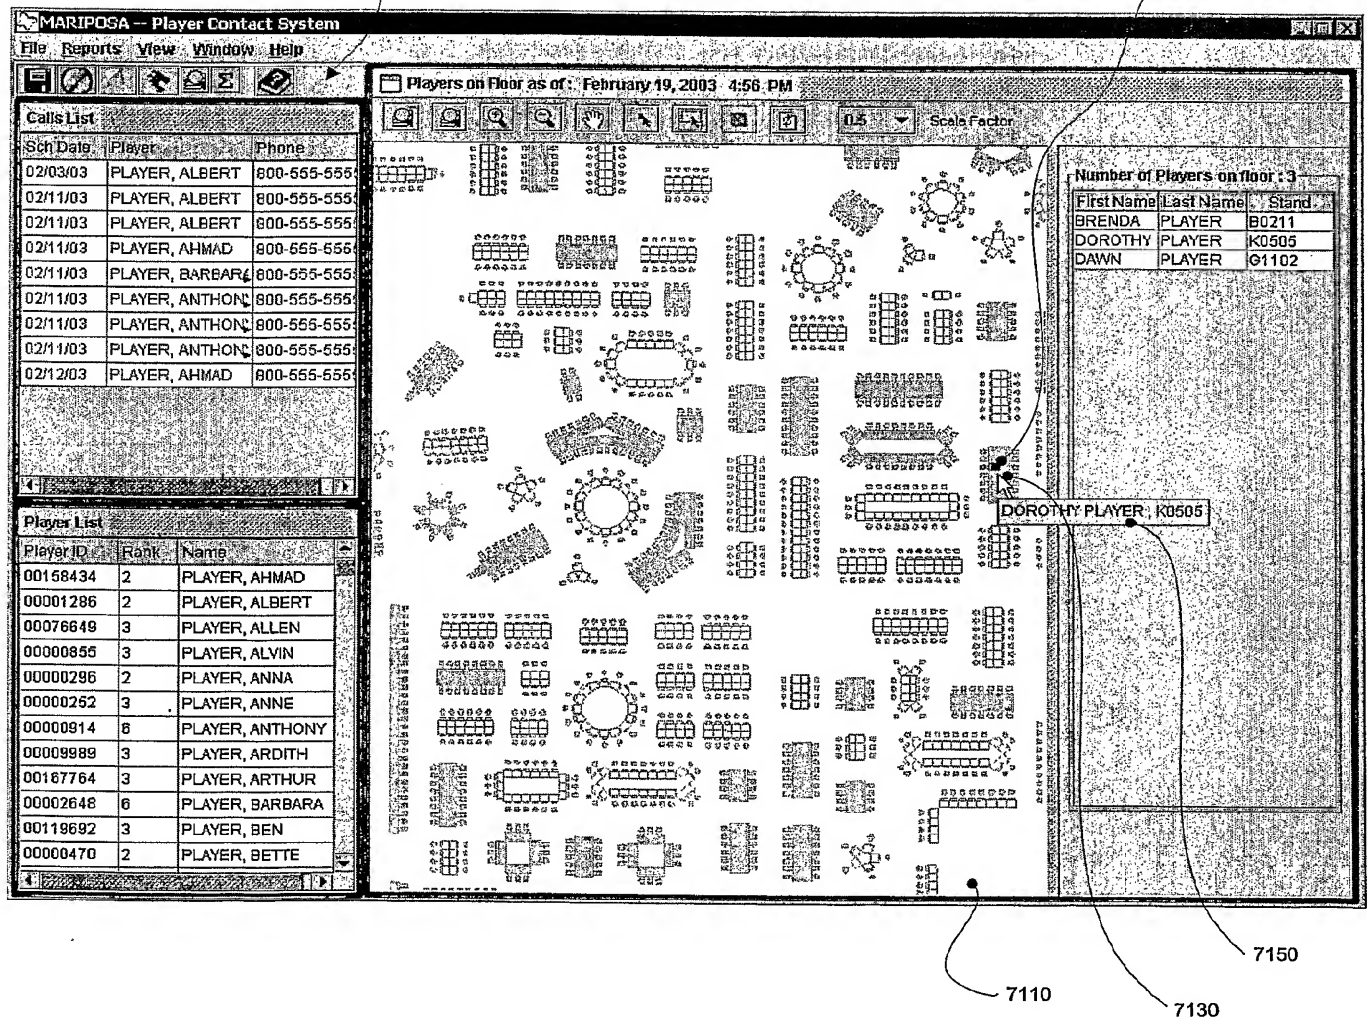 MARIPOSA -- Player Contact System
File Reports View Window Help
Calls List
Sch Date Player Phone
02/03/03 PLAYER, ALBERT 800-555-555
02/11/03 PLAYER, ALBERT 800-555-555
02/11/03 PLAYER, ALBERT 800-555-555
02/11/03 PLAYER, AHMAD 800-555-555
02/11/03 PLAYER, BARBARA 800-555-555
02/11/03 PLAYER, ANTHON 800-555-555
02/11/03 PLAYER, ANTHON 800-555-555
02/11/03 PLAYER, ANTHON 800-555-555
02/12/03 PLAYER, AHMAD 800-555-555
Player List
Player ID Rank Name
00158434 2 PLAYER, AHMAD
00001286 2 PLAYER, ALBERT
00076649 3 PLAYER, ALLEN
00000855 3 PLAYER, ALVIN
00000296 2 PLAYER, ANNA
00000252 3 PLAYER, ANNE
00000914 6 PLAYER, ANTHONY
00009989 3 PLAYER, ARDITH
00167764 3 PLAYER, ARTHUR
00002648 6 PLAYER, BARBARA
00119692 3 PLAYER, BEN
00000470 2 PLAYER, BETTE
Players on Floor as of: February 19, 2003 4:56 PM
0.5 Scale Factor
DOROTHY PLAYER K0505
Number of Players on floor : 3
First Name Last Name Stand
BRENDA PLAYER B0211
DOROTHY PLAYER K0505
DAWN PLAYER G1102
7150
7110
7130